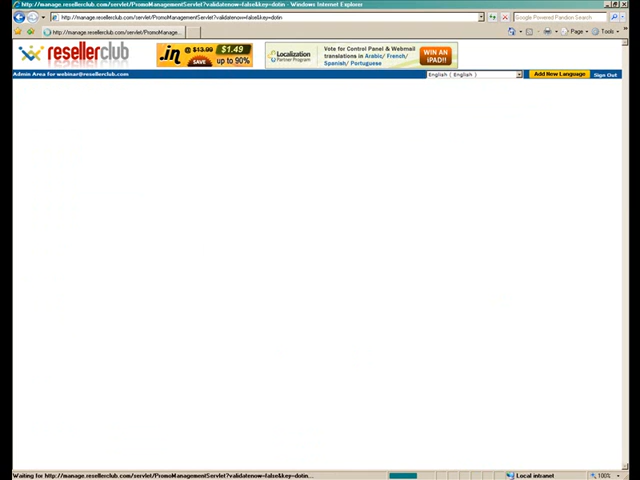 http://manage.resellerclub.com/servlet/PromoManagementServlet?validatenow=false&key=dotin - Windows Internet Explorer
http://manage.resellerclub.com/servlet/PromoManagementServlet?validatenow=false&key=dotin
Google Powered Pandion Search
http://manage.resellerclub.com/servlet/PromoManage...
Page
Tools
resellerclub
.in @ $13.99 $1.49
SAVE up to 90%
Localization
Partner Program
Vote for Control Panel & Webmail
translations in Arabic/ French/
Spanish/ Portuguese
WIN AN
iPAD!!
Admin Area for webinar@resellerclub.com
English ( English )
Add New Language
Sign Out
Waiting for http://manage.resellerclub.com/servlet/PromoManagementServlet?validatenow=false&key=dotin...
Local intranet
100%